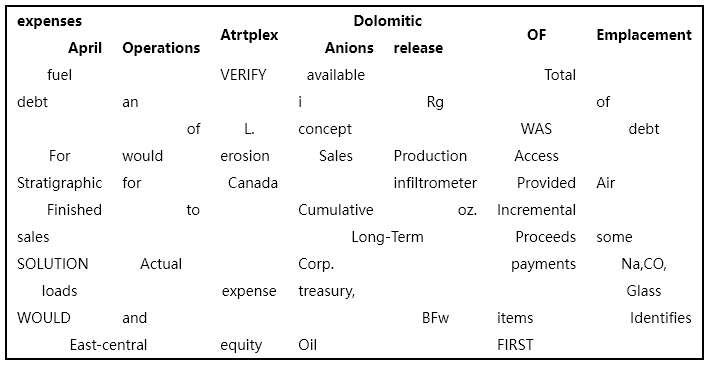 expenses Dolomitic
Atrtplex OF Emplacement
April Operations Anions release
fuel VERIFY available Total
debt an i Rg of
of L. concept WAS debt
For would erosion Sales Production Access
Stratigraphic for Canada infiltrometer Provided Air
Finished to Cumulative oz. Incremental
sales Long-Term Proceeds some
SOLUTION Actual Corp. payments Na,CO,
loads expense treasury, Glass
WOULD and BFw items Identifies
East-central equity Oil FIRST